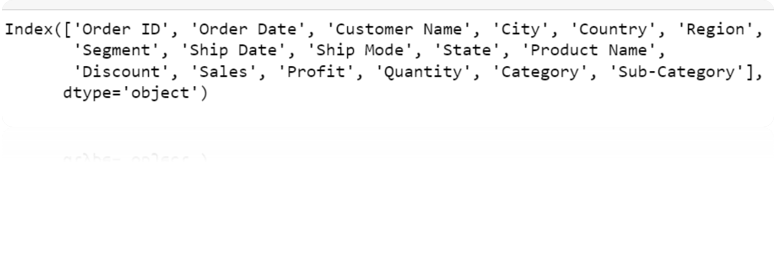 Index(['Order ID', 'Order Date', 'Customer Name', 'City', 'Country', 'Region',
'Segment', 'Ship Date', 'Ship Mode', 'State', 'Product Name',
'Discount', 'Sales', 'Profit', 'Quantity', 'Category', 'Sub-Category'],
dtype='object')